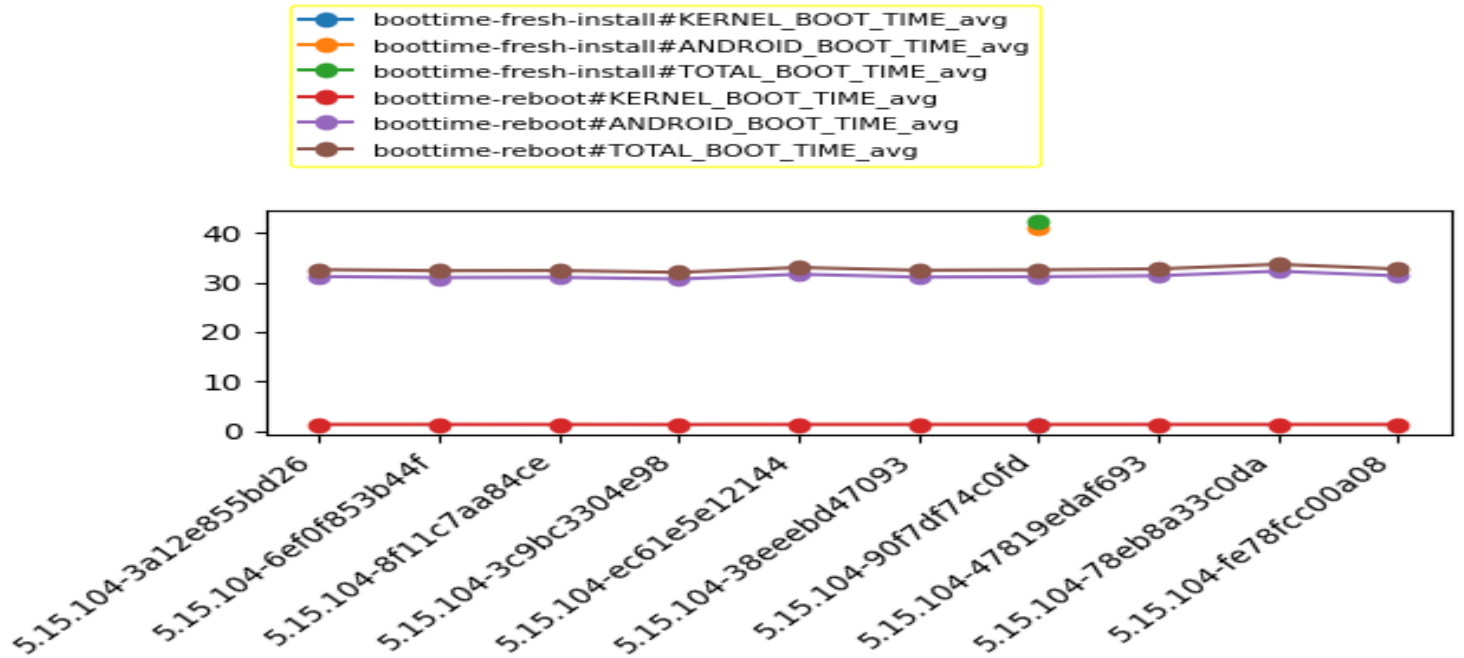 boottime-fresh-install#KERNEL_BOOT_TIME_avg
boottime-fresh-install#ANDROID_BOOT_TIME_avg
boottime-fresh-install#TOTAL_BOOT_TIME_avg
boottime-reboot#KERNEL_BOOT_TIME_avg
boottime-reboot#ANDROID_BOOT_TIME_avg
boottime-reboot#TOTAL_BOOT_TIME_avg
40
30
20
10
0
5.15.104-3a12e855bd26
5.15.104-6ef0f853b44f
5.15.104-8f11c7aa84ce
5.15.104-3c9bc3304e98
5.15.104-ec61e5e12144
5.15.104-38eeebd47093
5.15.104-90f7df74c0fd
5.15.104-47819edaf693
5.15.104-78eb8a33c0da
5.15.104-fe78fcc00a08